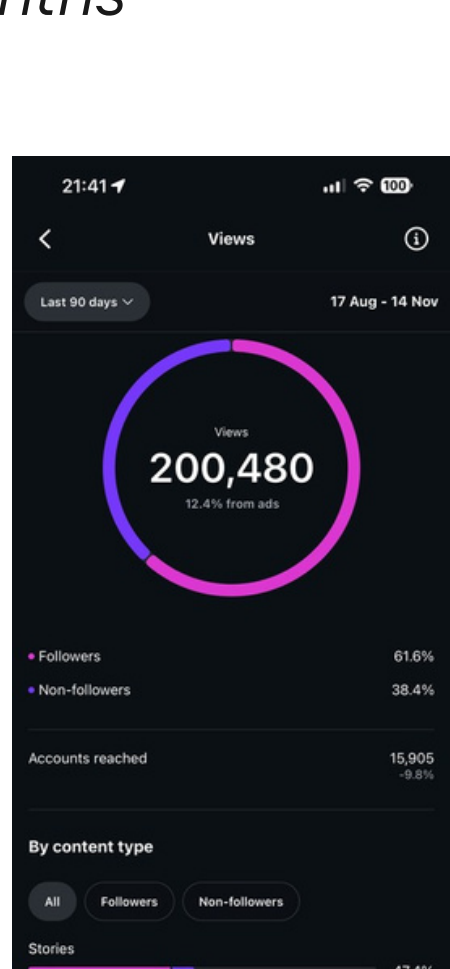 21:41
100
Views
Last 90 days
17 Aug - 14 Nov
Views
200,480
12.4% from ads
Followers 61.6%
Non-followers 38.4%
Accounts reached 15,905
-9.8%
By content type
All Followers Non-followers
Stories